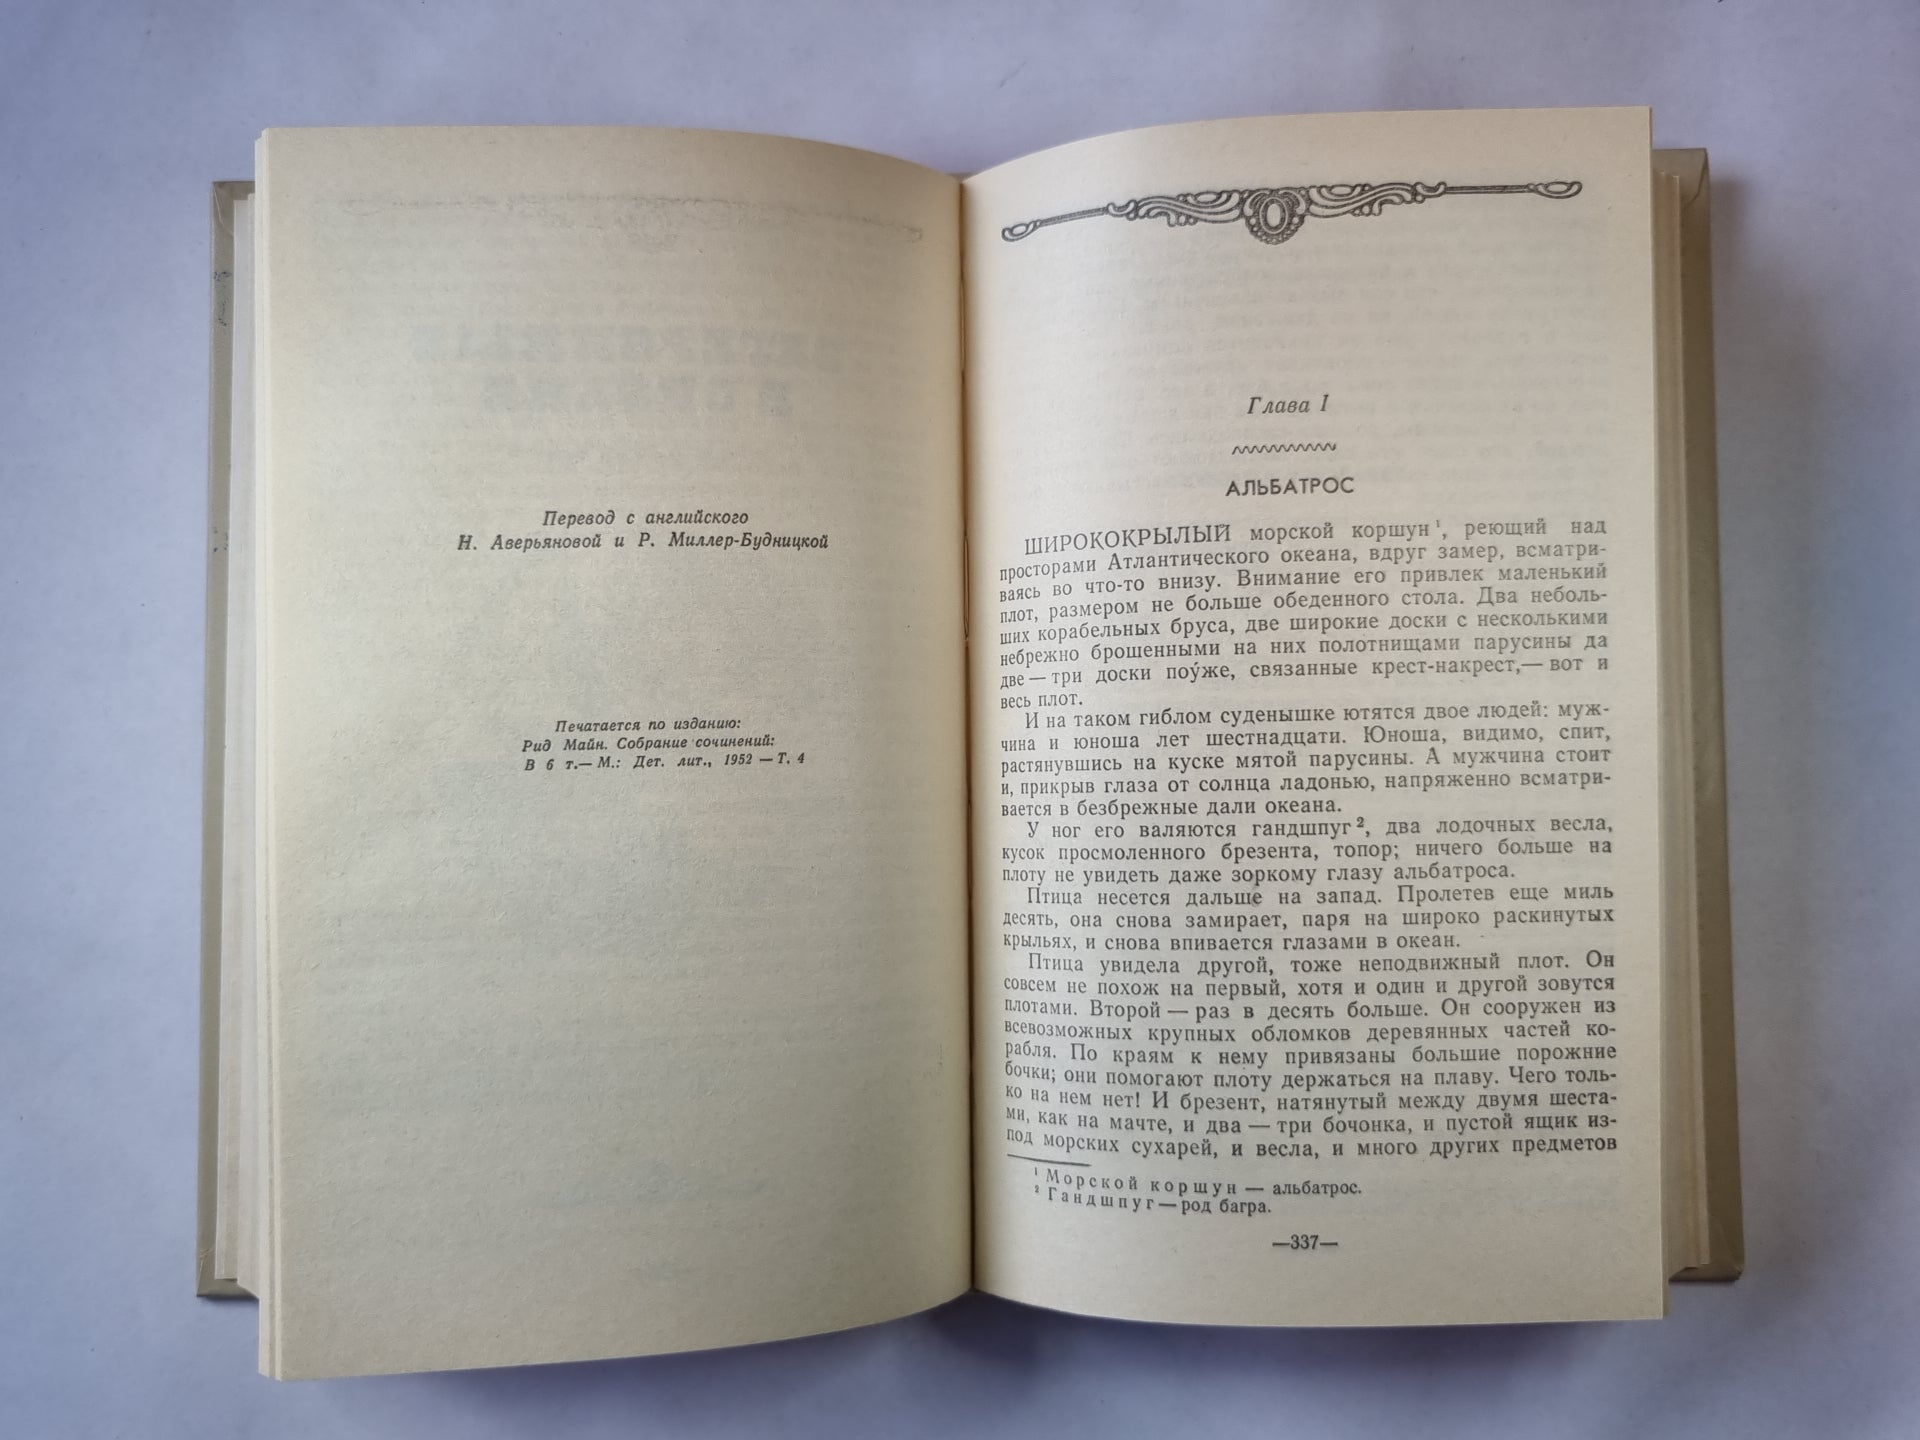 Перевод с английского
Н. Аверьяновой и Р. Миллер-Будницкой
Печатается по изданию:
Рид Майн. Собрание сочинений:
В 6 т.— М.: Дет. лит., 1952 — Т. 4
Глава I
АЛЬБАТРОС
ШИРОКОКРЫЛЫЙ морской коршун ¹, реющий над
просторами Атлантического океана, вдруг замер, всматри-
ваясь во что-то внизу. Внимание его привлек маленький
плот, размером не больше обеденного стола. Два неболь-
ших корабельных бруса, две широкие доски с несколькими
небрежно брошенными на них полотнищами парусины да
две — три доски поу́же, связанные крест-накрест,— вот и
весь плот.
И на таком гиблом суденышке ютятся двое людей: муж-
чина и юноша лет шестнадцати. Юноша, видимо, спит,
растянувшись на куске мятой парусины. А мужчина стоит
и, прикрыв глаза от солнца ладонью, напряженно всматри-
вается в безбрежные дали океана.
У ног его валяются гандшпуг ², два лодочных весла,
кусок просмоленного брезента, топор; ничего больше на
плоту не увидеть даже зоркому глазу альбатроса.
Птица несется дальше на запад. Пролетев еще миль
десять, она снова замирает, паря на широко раскинутых
крыльях, и снова впивается глазами в океан.
Птица увидела другой, тоже неподвижный плот. Он
совсем не похож на первый, хотя и один и другой зовутся
плотами. Второй — раз в десять больше. Он сооружен из
всевозможных крупных обломков деревянных частей ко-
рабля. По краям к нему привязаны большие порожние
бочки; они помогают плоту держаться на плаву. Чего толь-
ко на нем нет! И брезент, натянутый между двумя шеста-
ми, как на мачте, и два — три бочонка, и пустой ящик из-
под морских сухарей, и весла, и много других предметов
¹ Морской коршун — альбатрос.
² Гандшпуг — род багра.
—337—